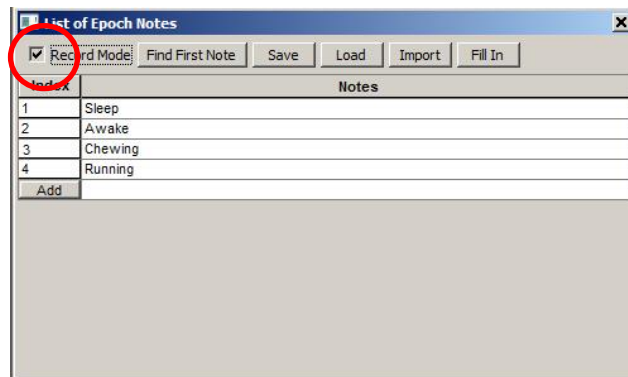 List of Epoch Notes
Record Mode Find First Note Save Load Import Fill In
Index Notes
1 Sleep
2 Awake
3 Chewing
4 Running
Add